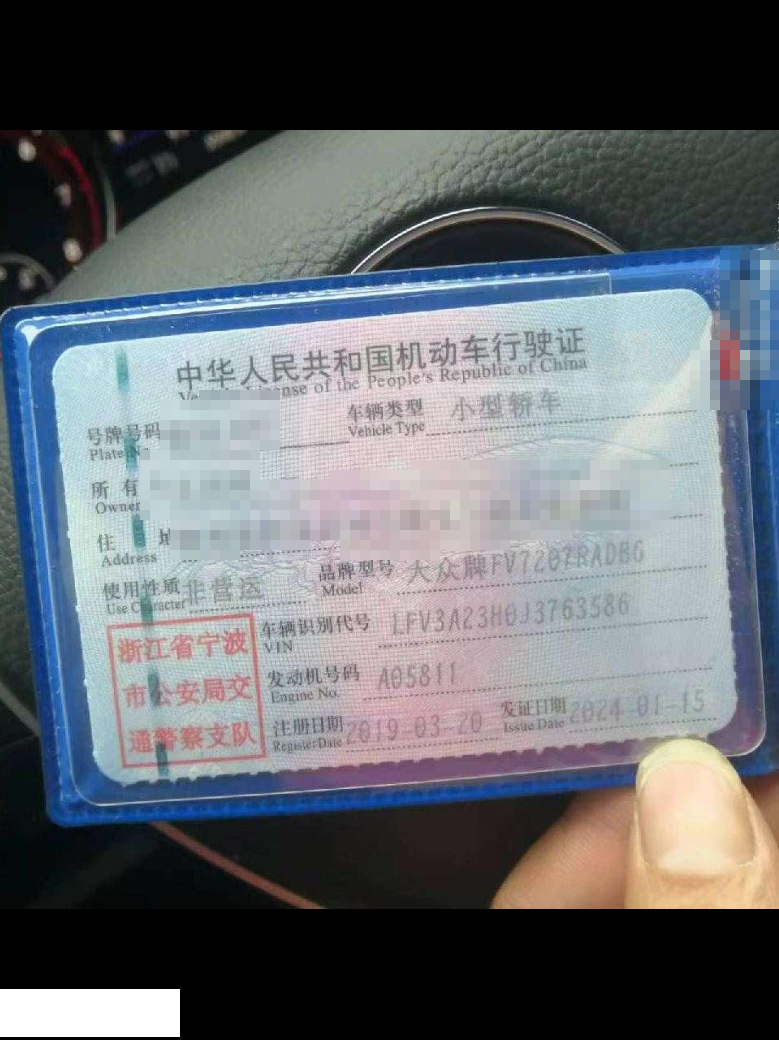 中华人民共和国机动车行驶证
nse of the People's Republic of China
号牌号码 车辆类型 小型轿车
Plate No. Vehicle Type
所有
Owner
住 址
Address
使用性质 非营运 品牌型号 大众牌FV7207RADBG
Use Character Model
浙江省宁波 车辆识别代号 LFV3A23H0J3763586
VIN
市公安局交 发动机号码 A05811
Engine No.
通警察支队 注册日期 2019-03-20 发证日期 2024-01-15
Register Date Issue Date